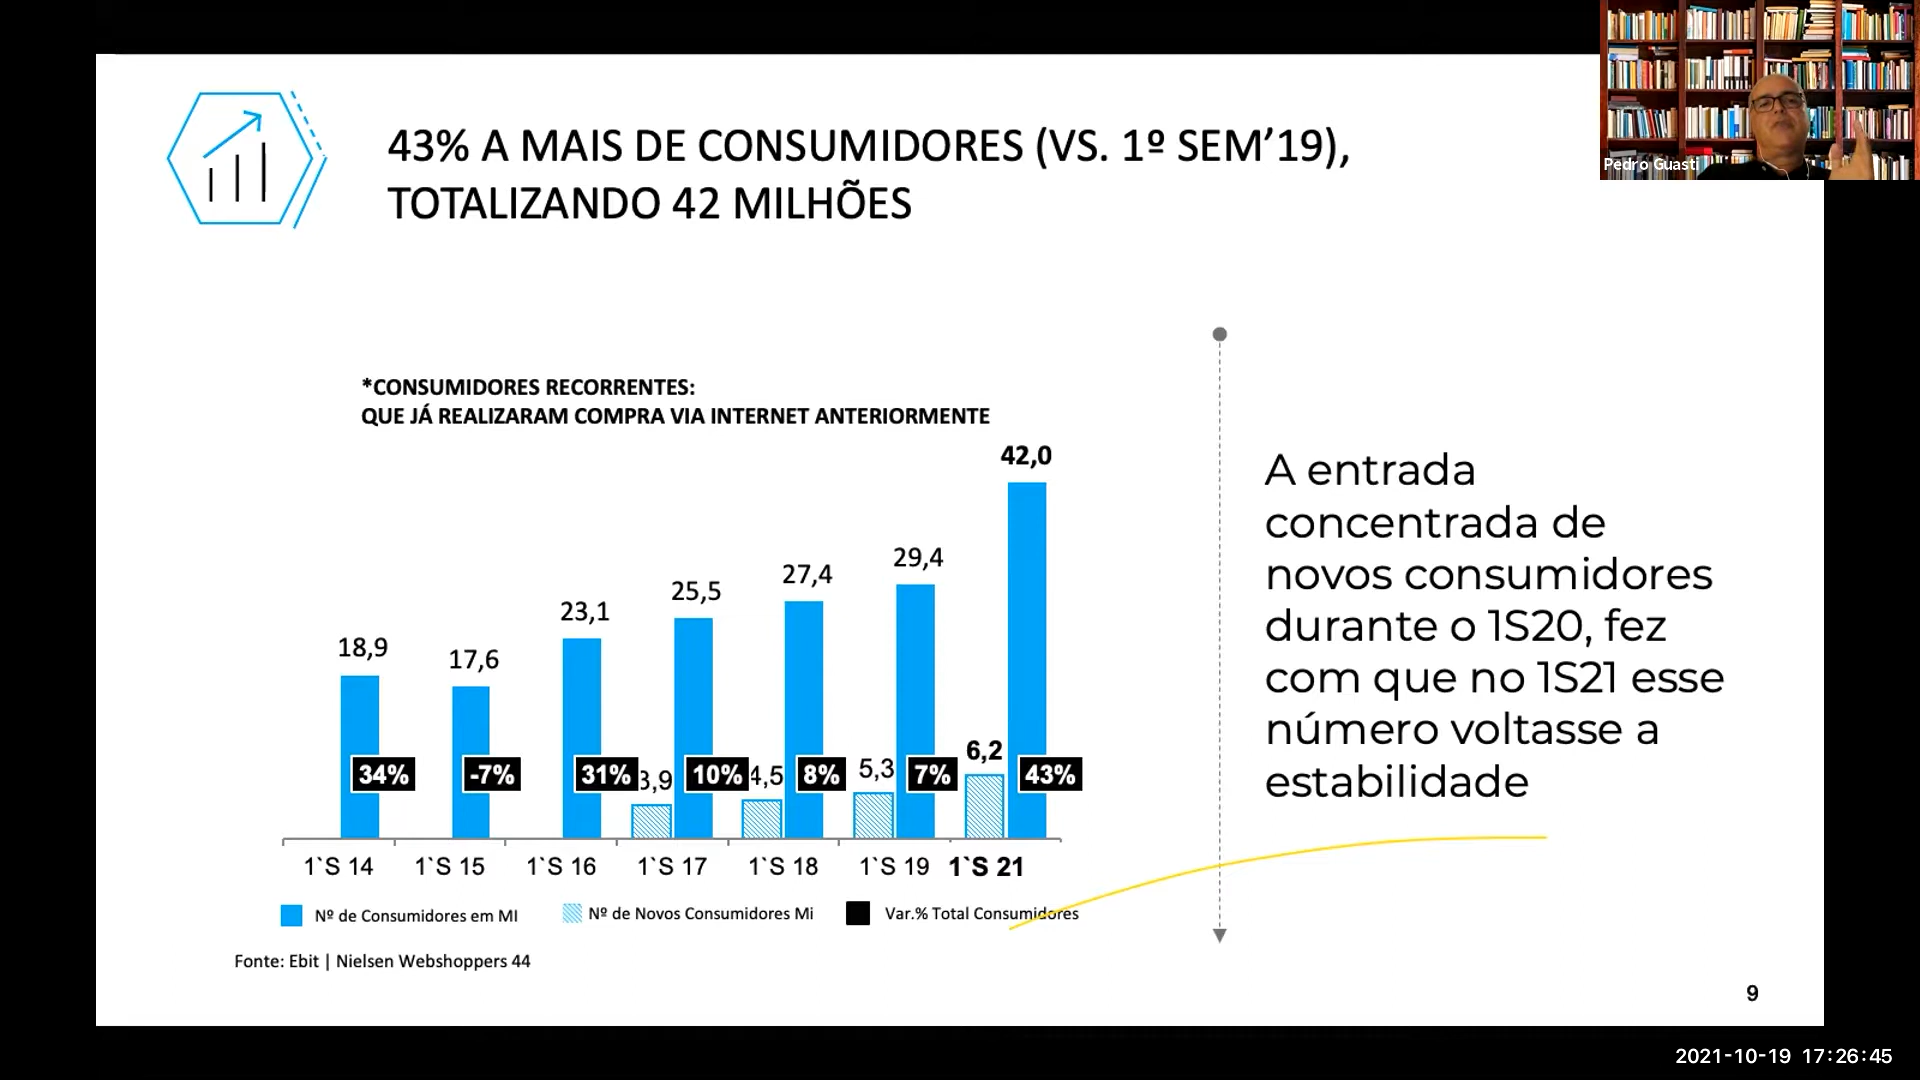 Pedro Guasti
43% A MAIS DE CONSUMIDORES (VS. 1º SEM’19),
TOTALIZANDO 42 MILHÕES
*CONSUMIDORES RECORRENTES:
QUE JÁ REALIZARAM COMPRA VIA INTERNET ANTERIORMENTE
42,0
29,4
27,4
25,5
23,1
18,9
17,6
6,2
34% -7% 31% 3,9 10% 4,5 8% 5,3 7% 43%
1`S 14 1`S 15 1`S 16 1`S 17 1`S 18 1`S 19 1`S 21
Nº de Consumidores em MI Nº de Novos Consumidores Mi Var.% Total Consumidores
Fonte: Ebit | Nielsen Webshoppers 44
A entrada
concentrada de
novos consumidores
durante o 1S20, fez
com que no 1S21 esse
número voltasse a
estabilidade
9
2021-10-19 17:26:45